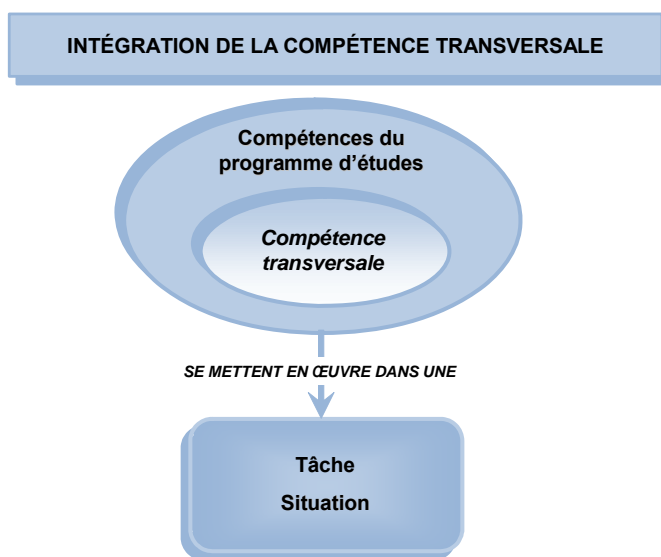 INTÉGRATION DE LA COMPÉTENCE TRANSVERSALE
Compétences du
programme d'études
Compétence
transversale
SE METTENT EN ŒUVRE DANS UNE
Tâche
Situation